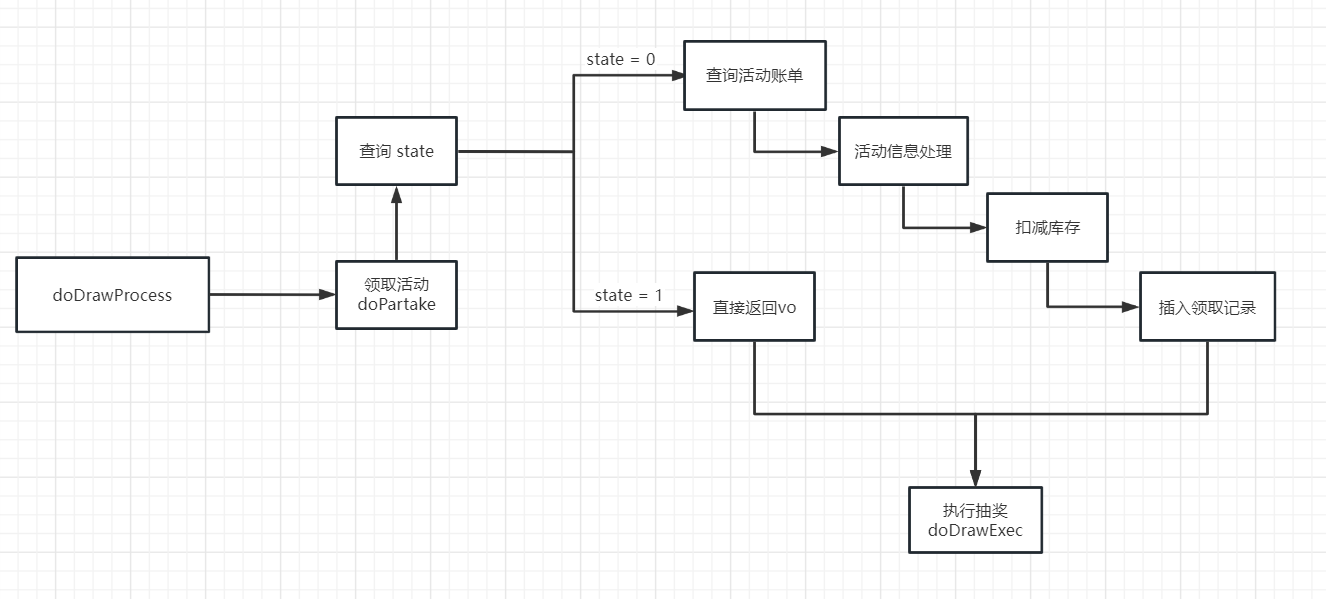 state = 0
查询活动账单
查询 state
活动信息处理
扣减库存
doDrawProcess
领取活动
doPartake
state = 1
直接返回vo
插入领取记录
执行抽奖
doDrawExec